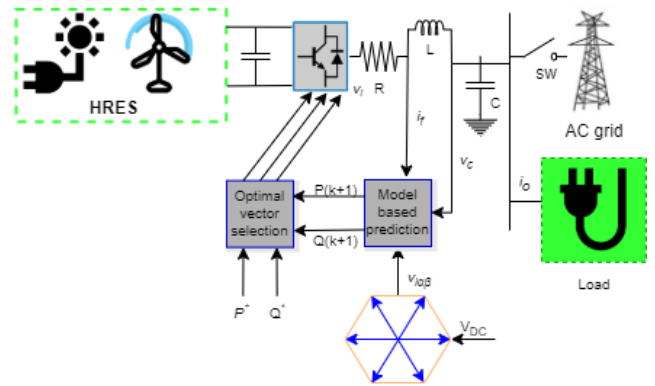 HRES
v_i
R
L
C
SW
AC grid
i_f
v_c
i_o
Load
Optimal
vector
selection
P(k+1)
Q(k+1)
Model
based
prediction
P*
Q*
v_iαβ
V_DC